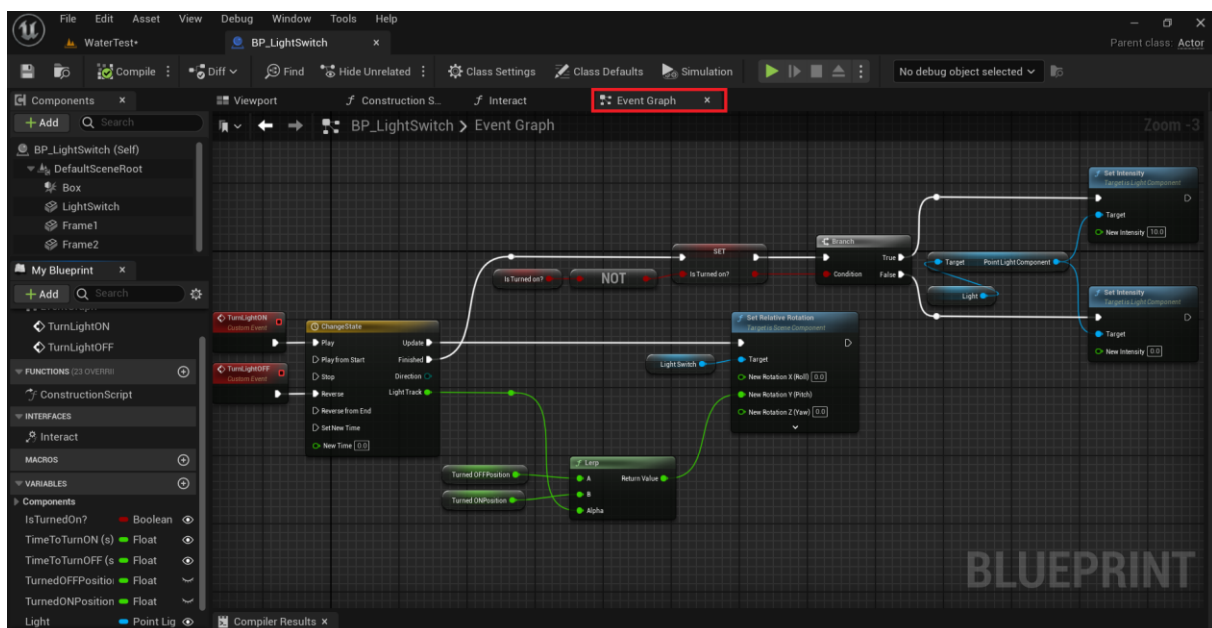 File Edit Asset View Debug Window Tools Help
WaterTest•
BP_LightSwitch
Parent class: Actor
Compile
Diff
Find
Hide Unrelated
Class Settings
Class Defaults
Simulation
No debug object selected
Components
Viewport
Construction S...
Interact
Event Graph
Add
Search
BP_LightSwitch > Event Graph
Zoom -3
BP_LightSwitch (Self)
DefaultSceneRoot
Box
LightSwitch
Frame1
Frame2
My Blueprint
Add
Search
TurnLightON
TurnLightOFF
FUNCTIONS (23 OVERRI
ConstructionScript
INTERFACES
Interact
MACROS
VARIABLES
Components
IsTurnedOn? Boolean
TimeToTurnON (s) Float
TimeToTurnOFF (s Float
TurnedOFFPositio Float
TurnedONPosition Float
Light Point Lig
TurnLightON
Custom Event
TurnLightOFF
Custom Event
ChangeState
Play Update
Play from Start Finished
Stop Direction
Reverse Light Track
Reverse from End
Set New Time
New Time 0.0
Is Turned on?
NOT
SET
Is Turned on?
Branch
True
Condition False
Target Point Light Component
Light
Set Intensity
Target is Light Component
Target
New Intensity 10.0
Set Intensity
Target is Light Component
Target
New Intensity 0.0
Light Switch
Set Relative Rotation
Target is Scene Component
Target
New Rotation X (Roll) 0.0
New Rotation Y (Pitch)
New Rotation Z (Yaw) 0.0
Turned OFFPosition
Turned ONPosition
Lerp
A Return Value
B
Alpha
BLUEPRINT
Compiler Results